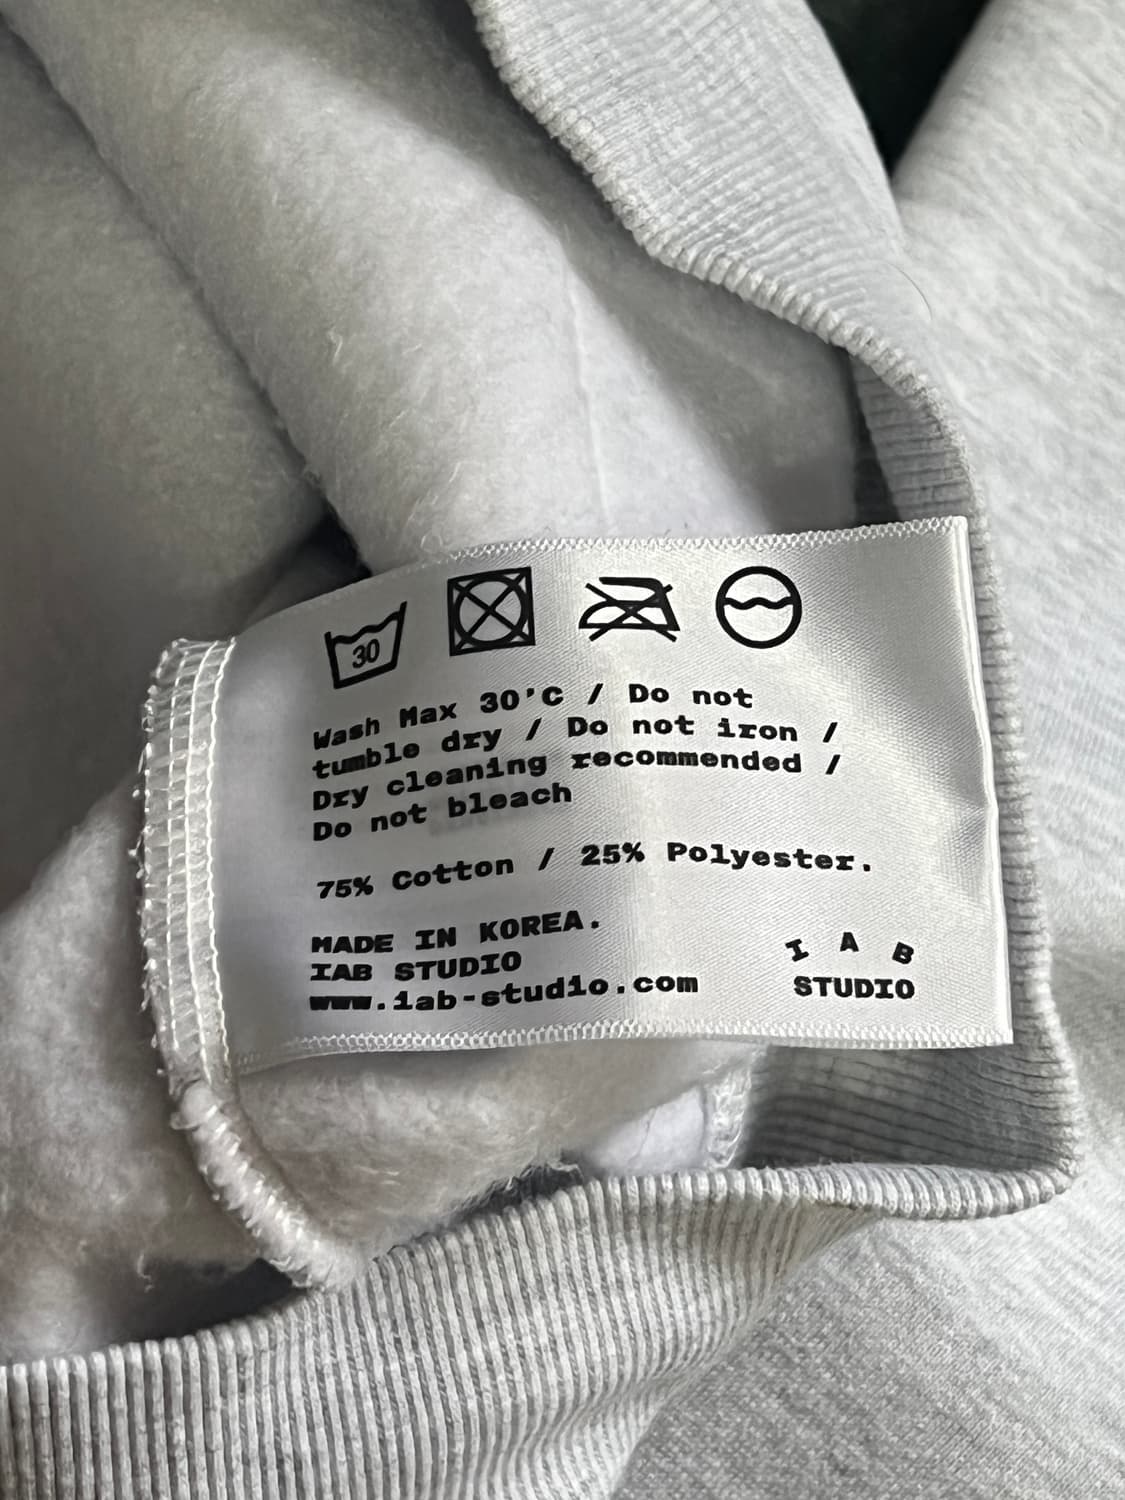 30
Wash Max 30'C / Do not
tumble dry / Do not iron /
Dry cleaning recommended /
Do not bleach
75% Cotton / 25% Polyester.
MADE IN KOREA.
IAB STUDIO
www.iab-studio.com
I A B
STUDIO